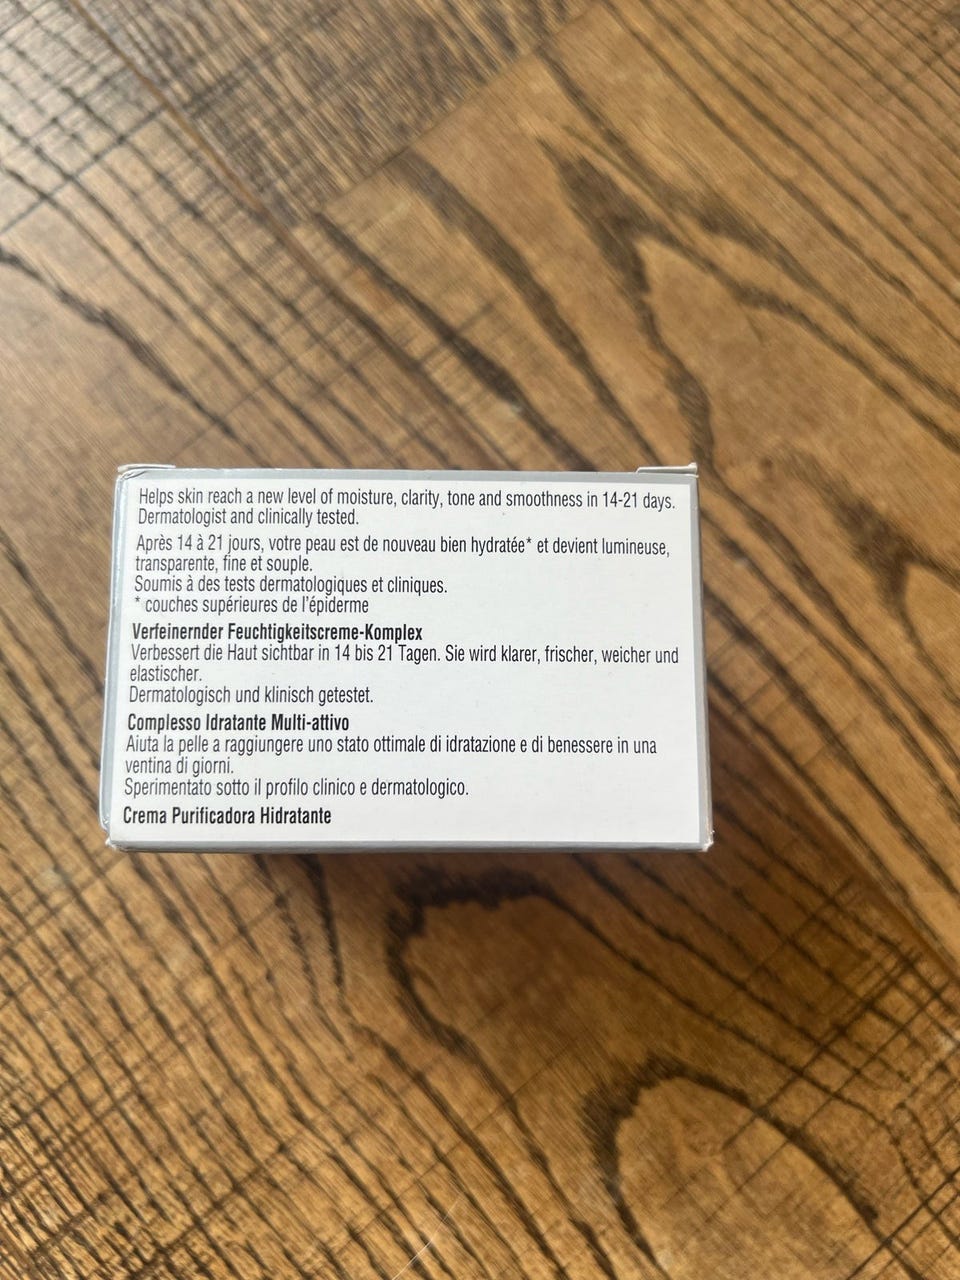 Helps skin reach a new level of moisture, clarity, tone and smoothness in 14-21 days.
Dermatologist and clinically tested.
Après 14 à 21 jours, votre peau est de nouveau bien hydratée* et devient lumineuse,
transparente, fine et souple.
Soumis à des tests dermatologiques et cliniques.
* couches supérieures de l'épiderme
Verfeinernder Feuchtigkeitscreme-Komplex
Verbessert die Haut sichtbar in 14 bis 21 Tagen. Sie wird klarer, frischer, weicher und
elastischer.
Dermatologisch und klinisch getestet.
Complesso Idratante Multi-attivo
Aiuta la pelle a raggiungere uno stato ottimale di idratazione e di benessere in una
ventina di giorni.
Sperimentato sotto il profilo clinico e dermatologico.
Crema Purificadora Hidratante